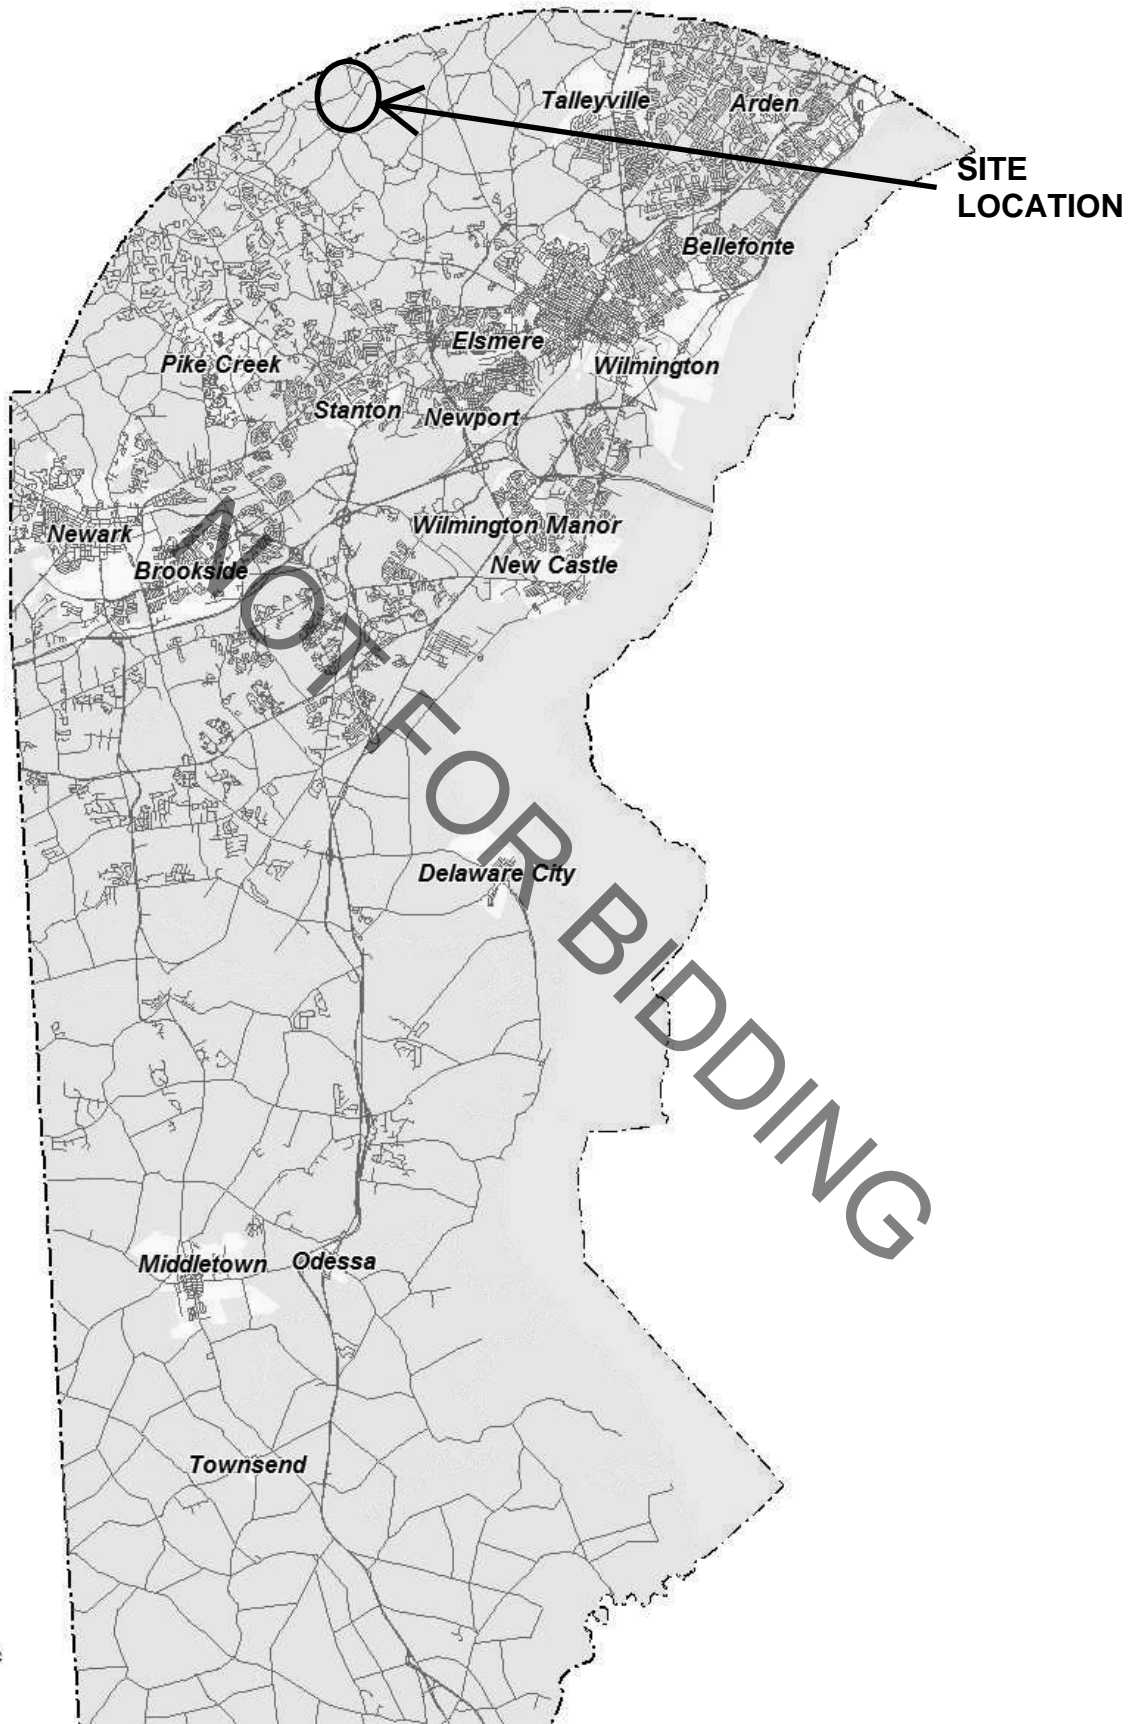 Talleyville
Arden
SITE
LOCATION
Bellefonte
Elsmere
Pike Creek
Wilmington
Stanton
Newport
Newark
Wilmington Manor
Brookside
New Castle
NOT FOR BIDDING
Delaware City
Middletown
Odessa
Townsend